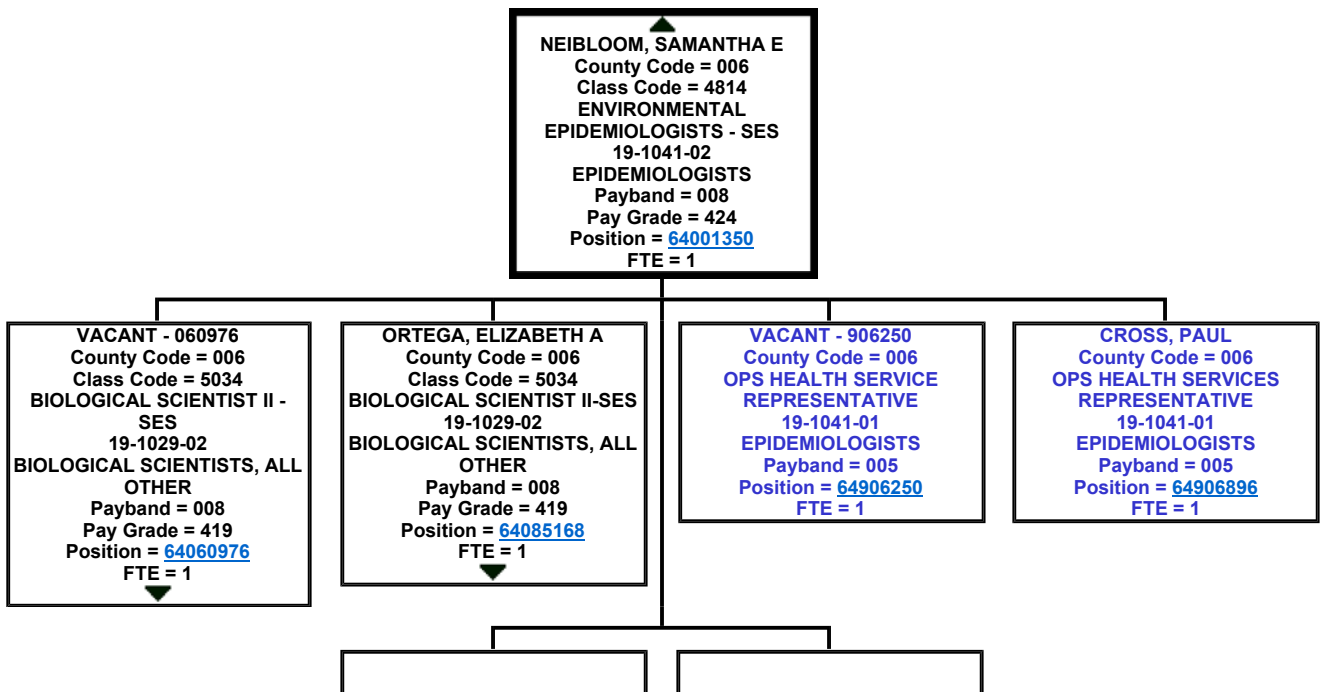 NEIBLOOM, SAMANTHA E
County Code = 006
Class Code = 4814
ENVIRONMENTAL
EPIDEMIOLOGISTS - SES
19-1041-02
EPIDEMIOLOGISTS
Payband = 008
Pay Grade = 424
Position = 64001350
FTE = 1
VACANT - 060976
County Code = 006
Class Code = 5034
BIOLOGICAL SCIENTIST II -
SES
19-1029-02
BIOLOGICAL SCIENTISTS, ALL
OTHER
Payband = 008
Pay Grade = 419
Position = 64060976
FTE = 1
ORTEGA, ELIZABETH A
County Code = 006
Class Code = 5034
BIOLOGICAL SCIENTIST II-SES
19-1029-02
BIOLOGICAL SCIENTISTS, ALL
OTHER
Payband = 008
Pay Grade = 419
Position = 64085168
FTE = 1
VACANT - 906250
County Code = 006
OPS HEALTH SERVICE
REPRESENTATIVE
19-1041-01
EPIDEMIOLOGISTS
Payband = 005
Position = 64906250
FTE = 1
CROSS, PAUL
County Code = 006
OPS HEALTH SERVICES
REPRESENTATIVE
19-1041-01
EPIDEMIOLOGISTS
Payband = 005
Position = 64906896
FTE = 1